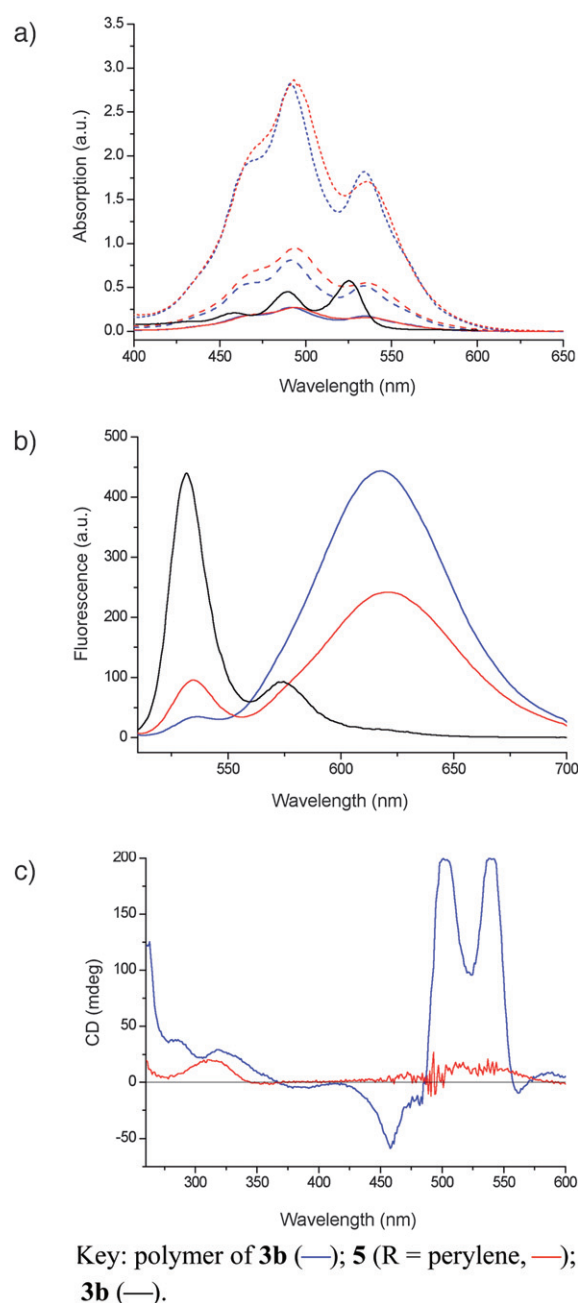 a)
3.5
3.0
2.5
2.0
1.5
1.0
0.5
0.0
Absorption (a.u.)
400 450 500 550 600 650
Wavelength (nm)
b)
500
400
300
200
100
0
Fluorescence (a.u.)
550 600 650 700
Wavelength (nm)
c)
200
150
100
50
0
-50
CD (mdeg)
300 350 400 450 500 550 600
Wavelength (nm)
Key: polymer of 3b (—); 5 (R = perylene, —);
3b (—).